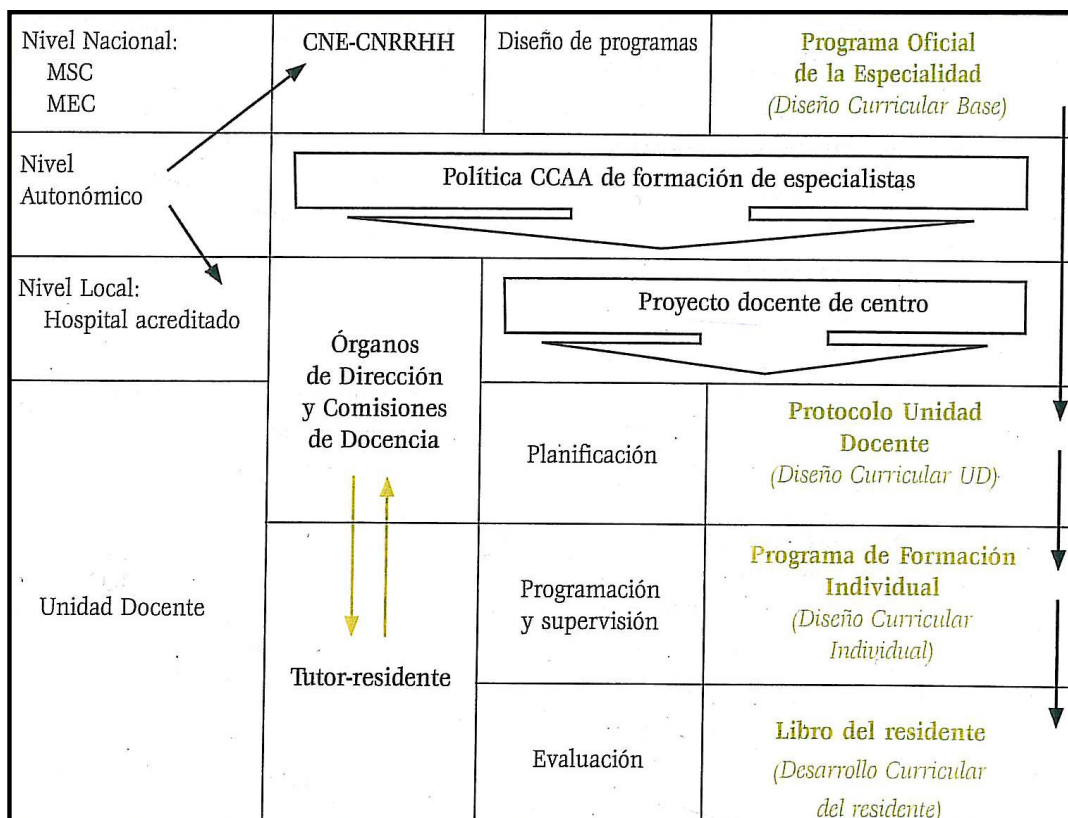 Nivel Nacional:
MSC
MEC
CNE-CNRRHH
Diseño de programas
Programa Oficial
de la Especialidad
(Diseño Curricular Base)
Nivel
Autonómico
Política CCAA de formación de especialistas
Nivel Local:
Hospital acreditado
Proyecto docente de centro
Órganos
de Dirección
y Comisiones
de Docencia
Planificación
Protocolo Unidad
Docente
(Diseño Curricular UD)
Unidad Docente
Tutor-residente
Programación
y supervisión
Programa de Formación
Individual
(Diseño Curricular
Individual)
Evaluación
Libro del residente
(Desarrollo Curricular
del residente)